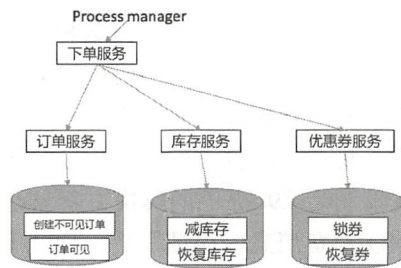 Process manager
下单服务
订单服务
库存服务
优惠券服务
创建不可见订单
减库存
锁券
订单可见
恢复库存
恢复券